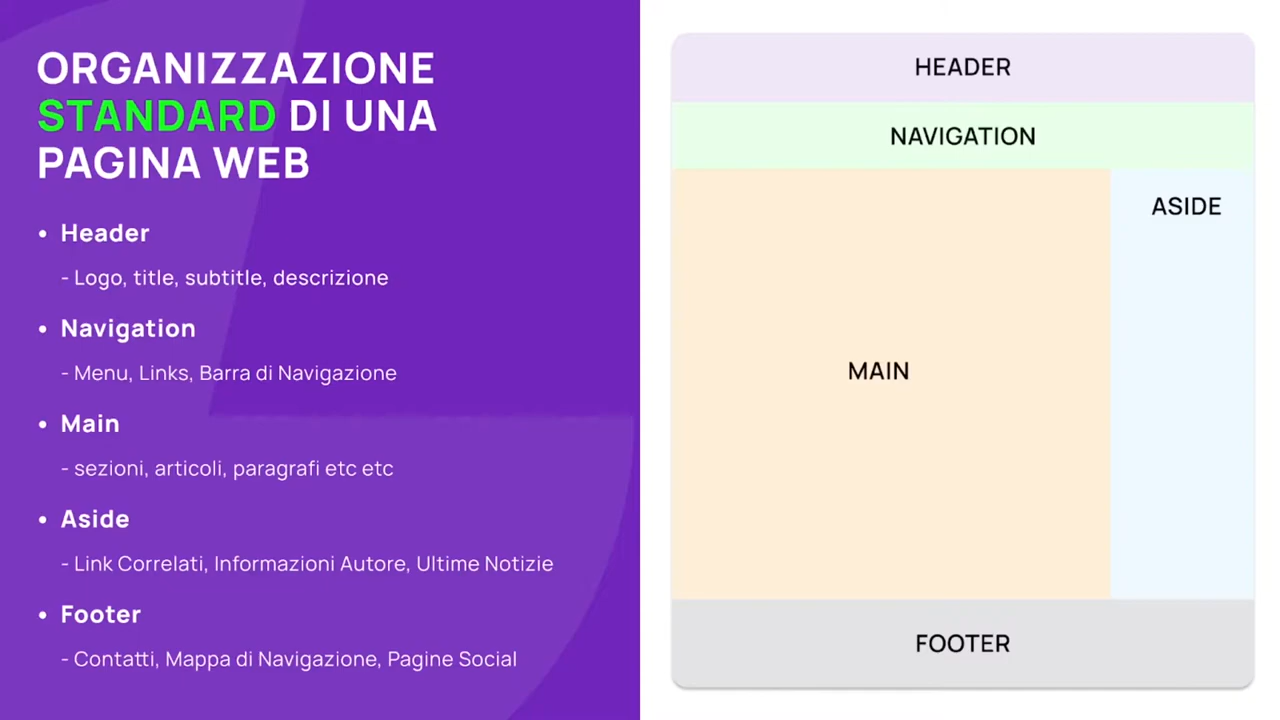 ORGANIZZAZIONE
STANDARD DI UNA
PAGINA WEB
• Header
- Logo, title, subtitle, descrizione
• Navigation
- Menu, Links, Barra di Navigazione
• Main
- sezioni, articoli, paragrafi etc etc
• Aside
- Link Correlati, Informazioni Autore, Ultime Notizie
• Footer
- Contatti, Mappa di Navigazione, Pagine Social
HEADER
NAVIGATION
ASIDE
MAIN
FOOTER